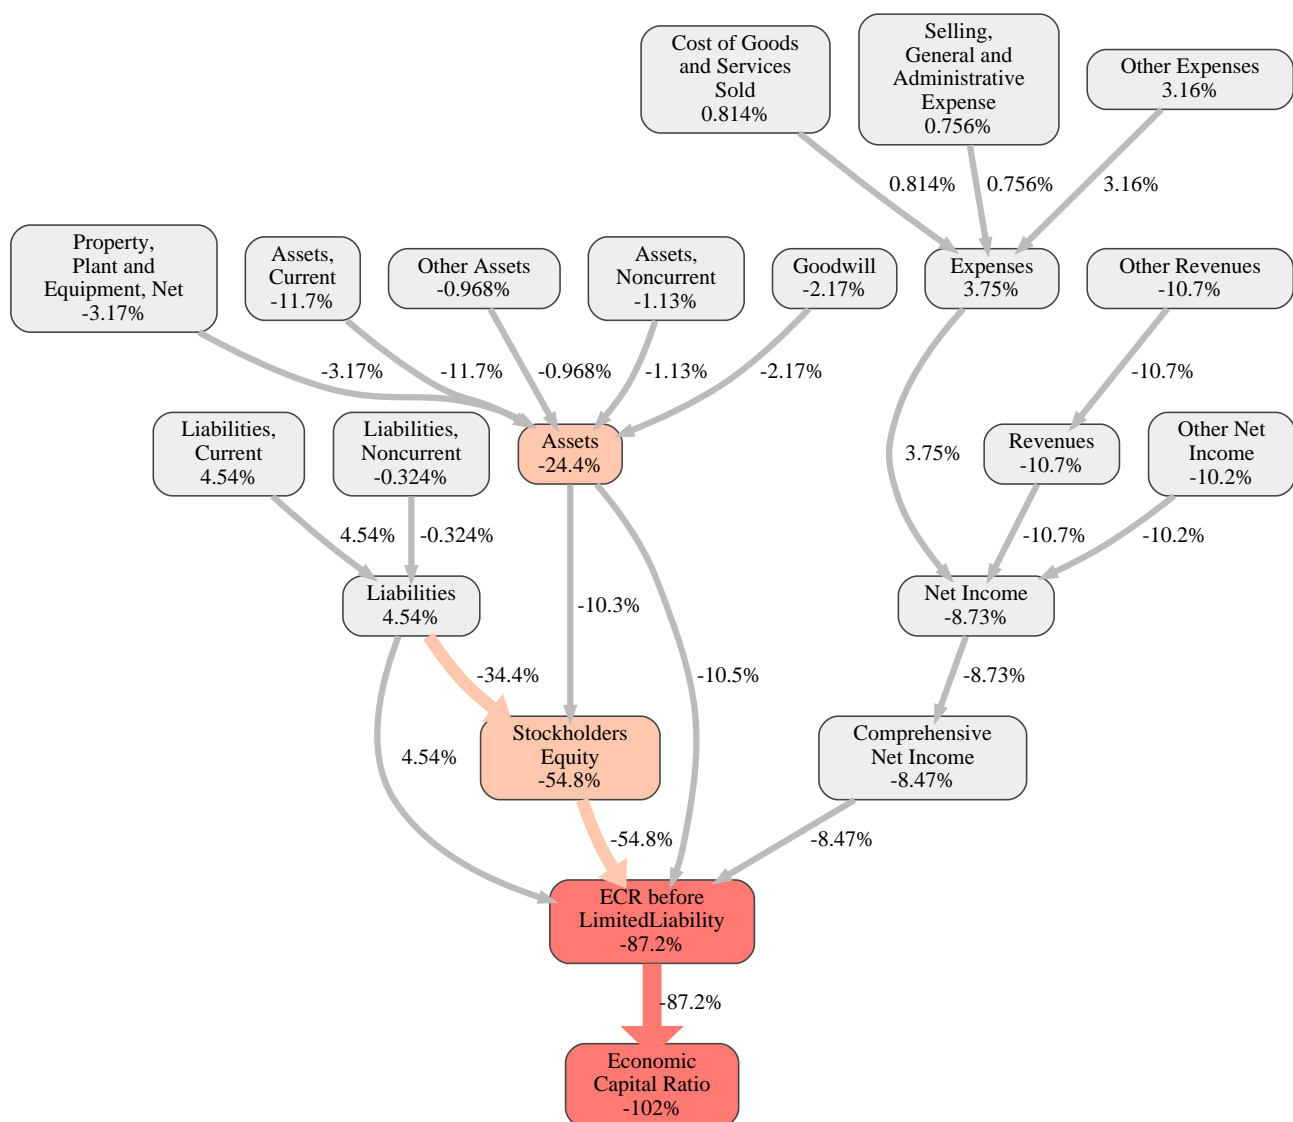 Cost of Goods
and Services
Sold
0.814%
Selling,
General and
Administrative
Expense
0.756%
Other Expenses
3.16%
0.814%
0.756%
3.16%
Property,
Plant and
Equipment, Net
-3.17%
Assets,
Current
-11.7%
Other Assets
-0.968%
Assets,
Noncurrent
-1.13%
Goodwill
-2.17%
Expenses
3.75%
Other Revenues
-10.7%
-3.17%
-11.7%
-0.968%
-1.13%
-2.17%
-10.7%
Liabilities,
Current
4.54%
Liabilities,
Noncurrent
-0.324%
Assets
-24.4%
3.75%
Revenues
-10.7%
Other Net
Income
-10.2%
4.54%
-0.324%
-10.7%
-10.2%
Liabilities
4.54%
-10.3%
Net Income
-8.73%
-34.4%
-10.5%
-8.73%
Stockholders
Equity
-54.8%
Comprehensive
Net Income
-8.47%
4.54%
-54.8%
-8.47%
ECR before
LimitedLiability
-87.2%
-87.2%
Economic
Capital Ratio
-102%